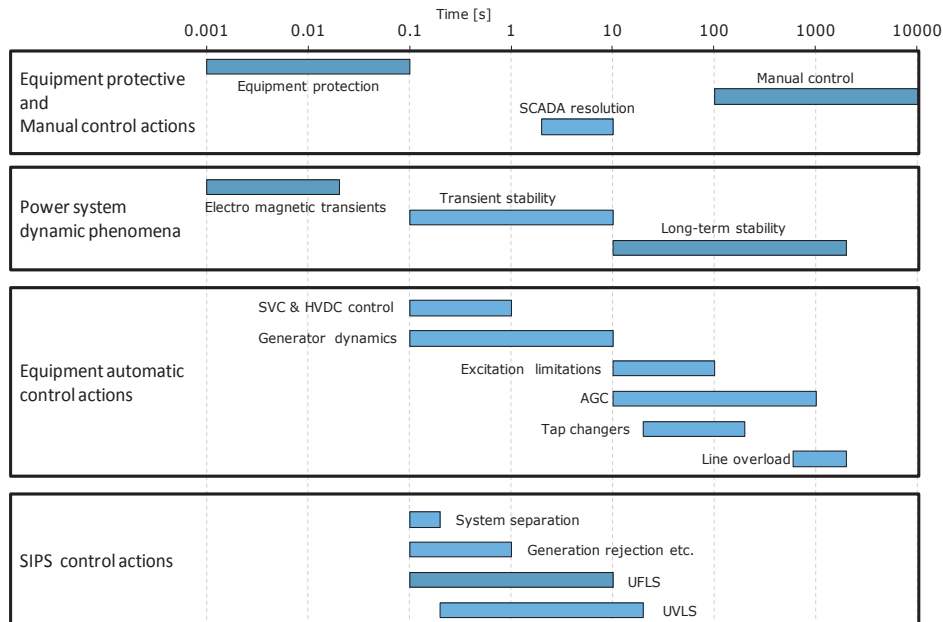 Time [s]
0.001 0.01 0.1 1 10 100 1000 10000
Equipment protective
and
Manual control actions
Equipment protection
SCADA resolution
Manual control
Power system
dynamic phenomena
Electro magnetic transients
Transient stability
Long-term stability
Equipment automatic
control actions
SVC & HVDC control
Generator dynamics
Excitation limitations
AGC
Tap changers
Line overload
SIPS control actions
System separation
Generation rejection etc.
UFLS
UVLS